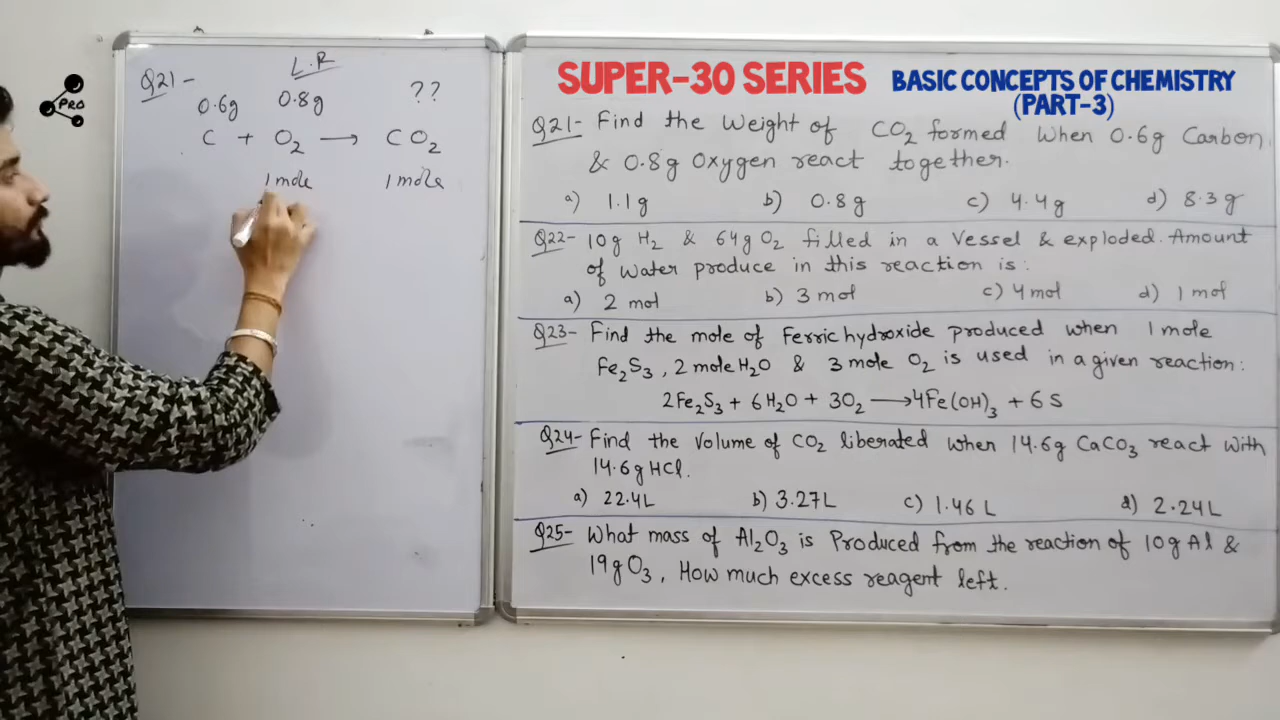 Q21-
L.R
0.6g 0.8g ??
C + O₂ ⟶ CO₂
1 mole 1 mole
PRO
SUPER-30 SERIES BASIC CONCEPTS OF CHEMISTRY
(PART-3)
Q21- Find the Weight of CO₂ formed when 0.6g Carbon
& 0.8g Oxygen react together.
a) 1.1g b) 0.8g c) 4.4g d) 8.3g
Q22- 10g H₂ & 64g O₂ filled in a Vessel & exploded. Amount
of water produce in this reaction is:
a) 2 mol b) 3 mol c) 4 mol d) 1 mol
Q23- Find the mole of Ferric hydroxide produced when 1 mole
Fe₂S₃, 2 mole H₂O & 3 mole O₂ is used in a given reaction:
2Fe₂S₃ + 6H₂O + 3O₂ ⟶ 4Fe(OH)₃ + 6S
Q24- Find the Volume of CO₂ liberated when 14.6g CaCO₃ react with
14.6g HCl.
a) 22.4L b) 3.27L c) 1.46 L d) 2.24L
Q25- What mass of Al₂O₃ is Produced from the reaction of 10g Al &
19g O₃, How much excess reagent left.